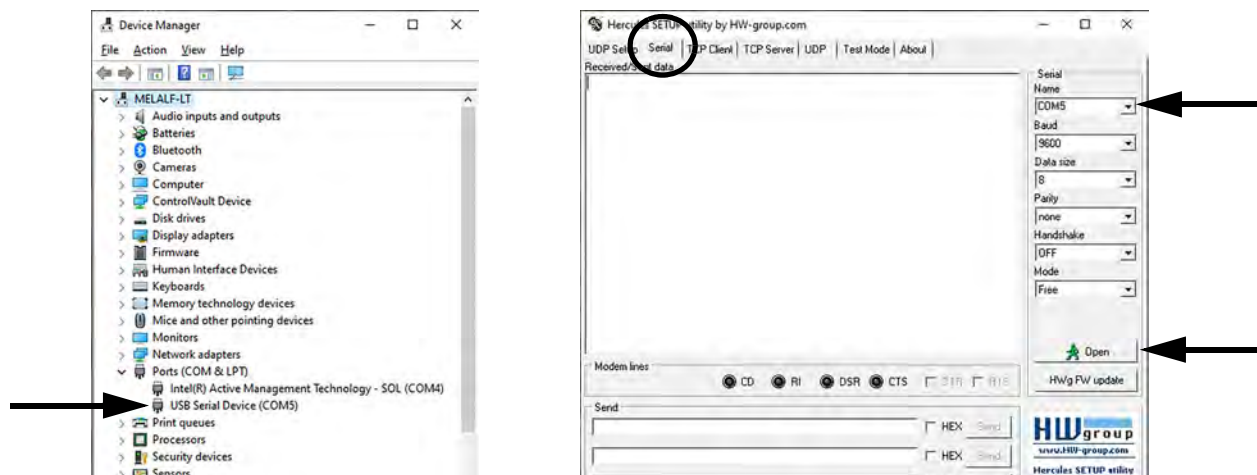 Device Manager
File Action View Help
MELALF-LT
Audio inputs and outputs
Batteries
Bluetooth
Cameras
Computer
ControlVault Device
Disk drives
Display adapters
Firmware
Human Interface Devices
Keyboards
Memory technology devices
Mice and other pointing devices
Monitors
Network adapters
Ports (COM & LPT)
Intel(R) Active Management Technology - SOL (COM4)
USB Serial Device (COM5)
Print queues
Processors
Security devices
Sensors
Hercules SETUP utility by HW-group.com
UDP Setup Serial TCP Client TCP Server UDP Test Mode About
Received/Sent data
Serial
Name
COM5
Baud
9600
Data size
8
Parity
none
Handshake
OFF
Mode
Free
Open
HWg FW update
Modem lines
CD RI DSR CTS DTR RTS
Send
HEX Send
HEX Send
HWgroup
www.HW-group.com
Hercules SETUP utility